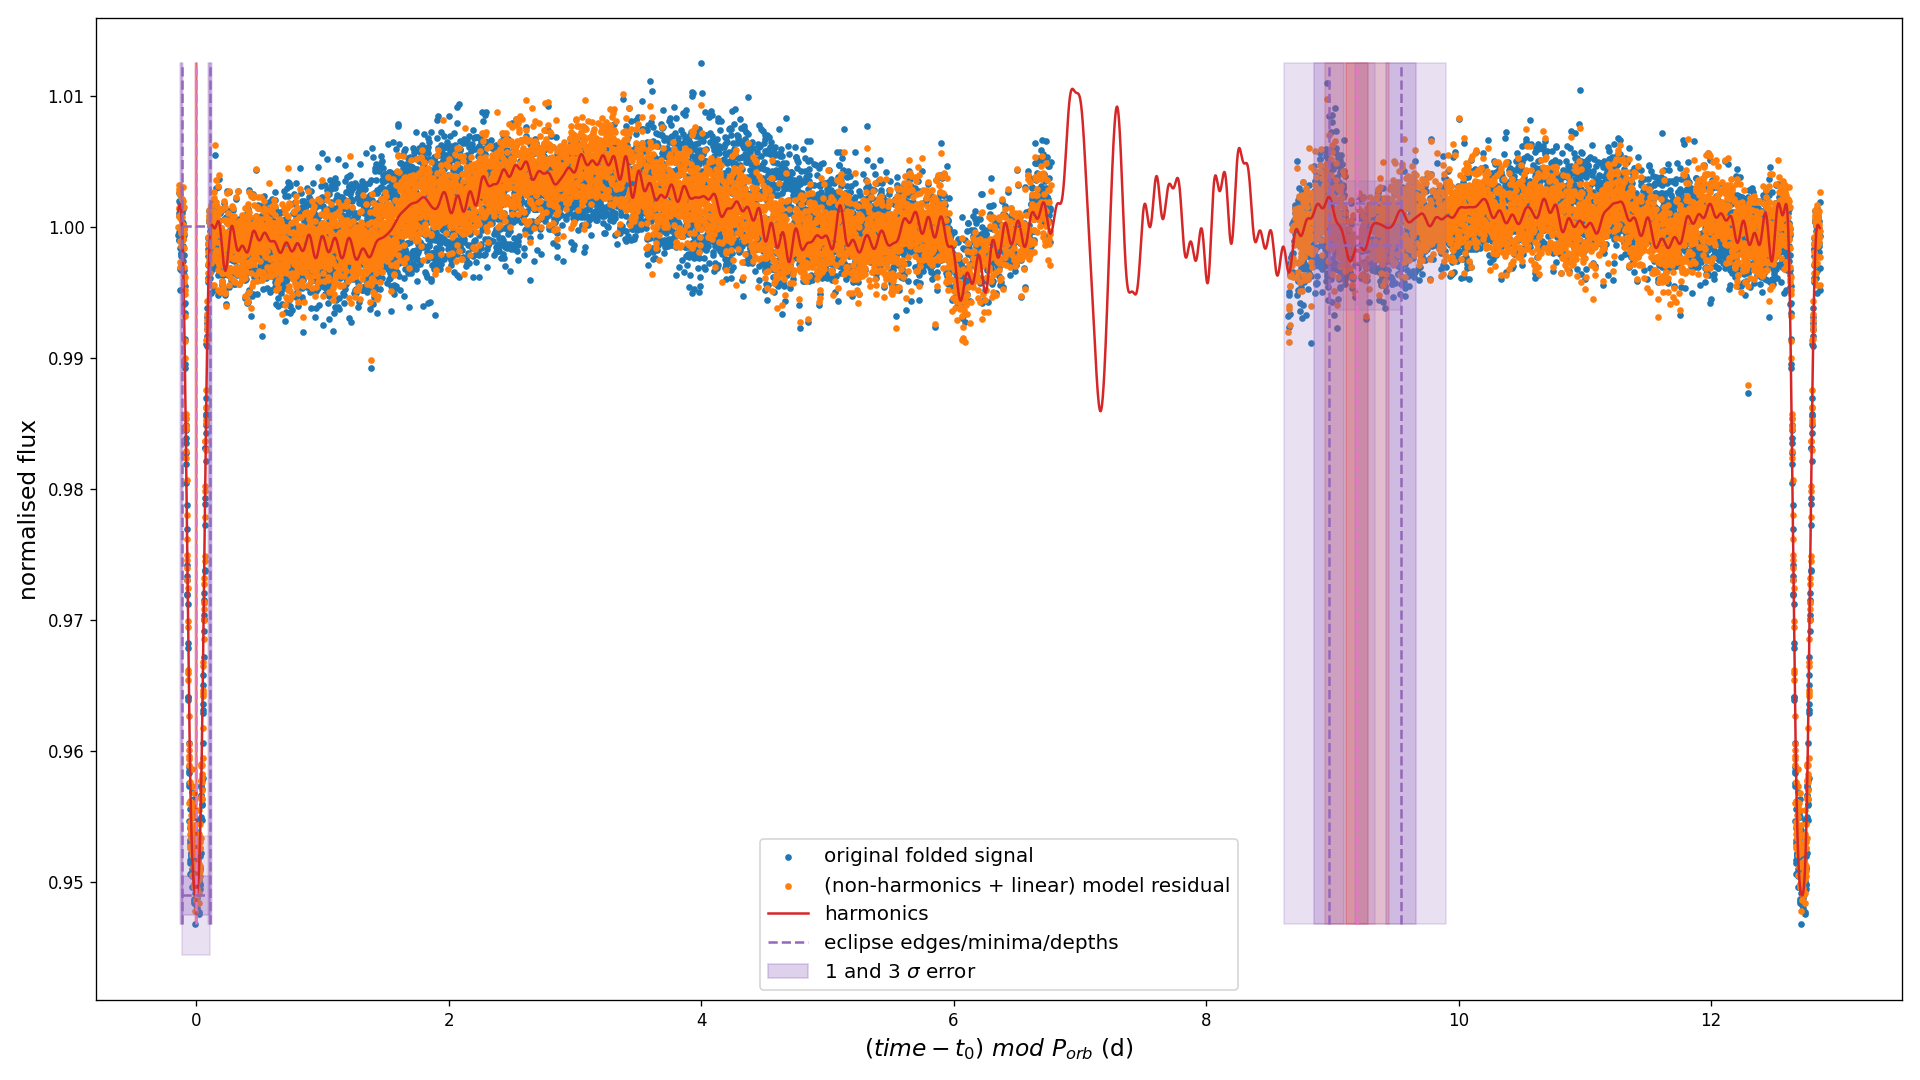 1.01
1.00
0.99
0.98
0.97
0.96
0.95
normalised flux
original folded signal
(non-harmonics + linear) model residual
harmonics
eclipse edges/minima/depths
1 and 3 σ error
0 2 4 6 8 10 12
(time − t₀) mod Pₒᵣb (d)